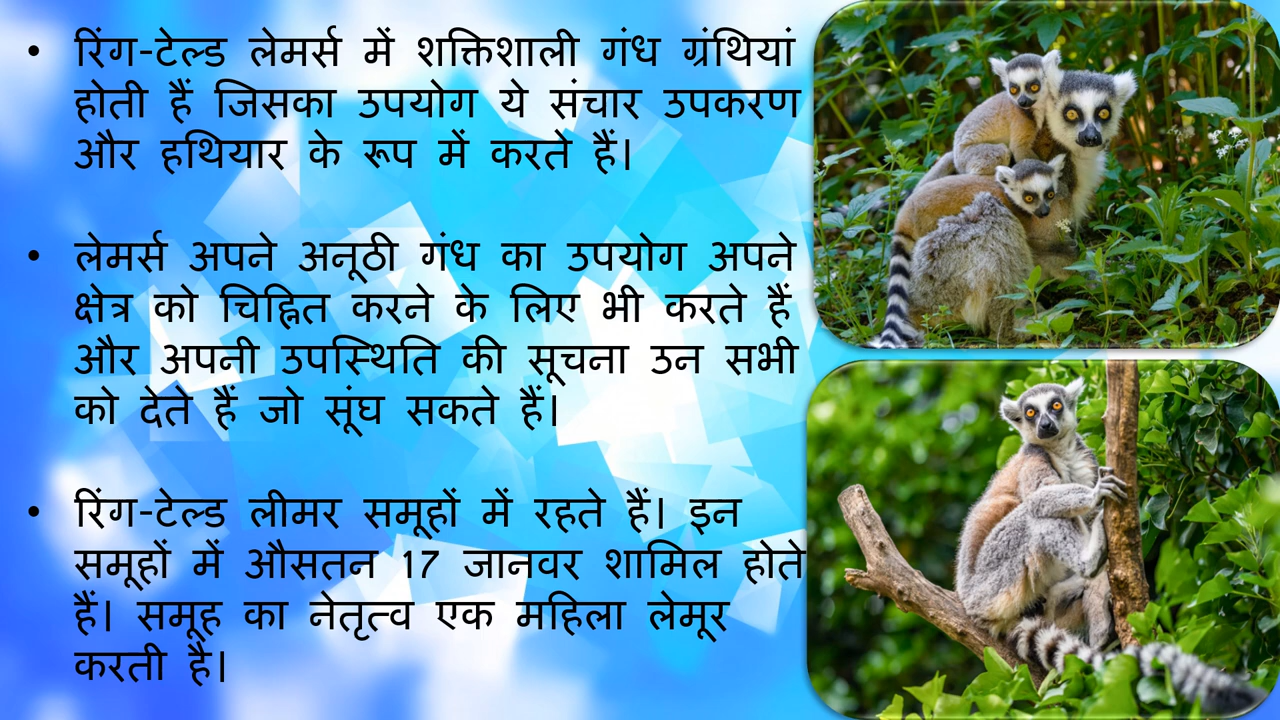 • रिंग-टेल्ड लेमर्स में शक्तिशाली गंध ग्रंथियां
होती हैं जिसका उपयोग ये संचार उपकरण
और हथियार के रूप में करते हैं।
• लेमर्स अपने अनूठी गंध का उपयोग अपने
क्षेत्र को चिह्नित करने के लिए भी करते हैं
और अपनी उपस्थिति की सूचना उन सभी
को देते हैं जो सूंघ सकते हैं।
• रिंग-टेल्ड लीमर समूहों में रहते हैं। इन
समूहों में औसतन 17 जानवर शामिल होते
हैं। समूह का नेतृत्व एक महिला लेमूर
करती है।